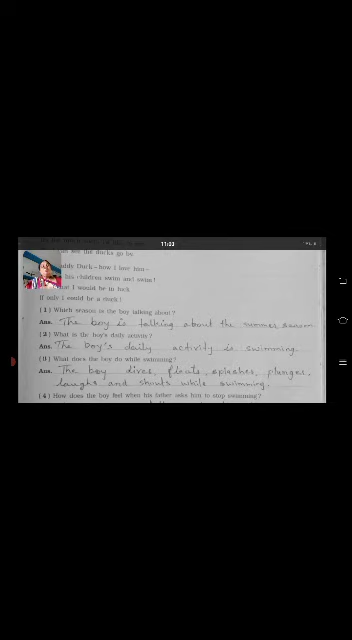 11:03
see the ducks go by.
Duck - how I love him -
his children swim and swim!
I would be in luck
If only I would be a duck!
(1) Which season is the boy talking about?
Ans. The boy is talking about the summer season
(2) What is the boy's daily activity?
Ans. The boy's daily activity is swimming.
(3) What does the boy do while swimming?
Ans. The boy dives, floats, splashes, plunges,
laughs and shouts while swimming.
(4) How does the boy feel when his father asks him to stop swimming?